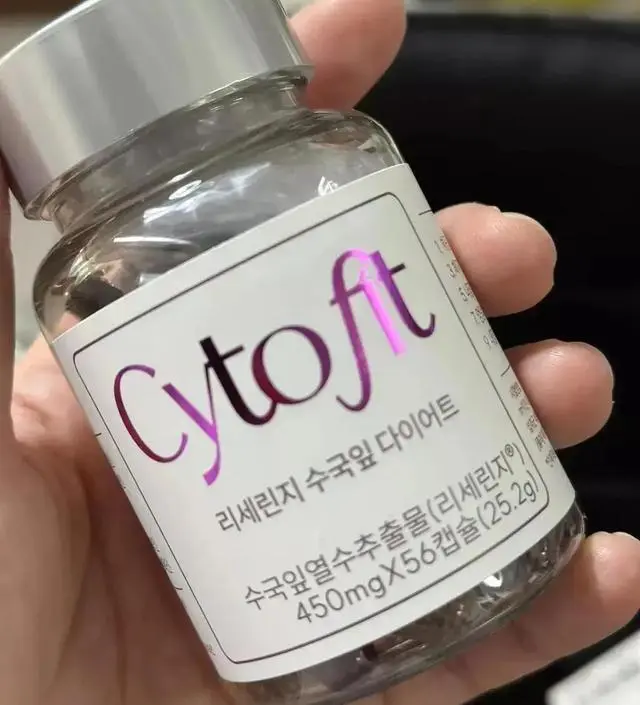 Cytofit
리세린지 수국잎 다이어트
수국잎열수추출물(리세린지®)
450mgX56캡슐(25.2g)